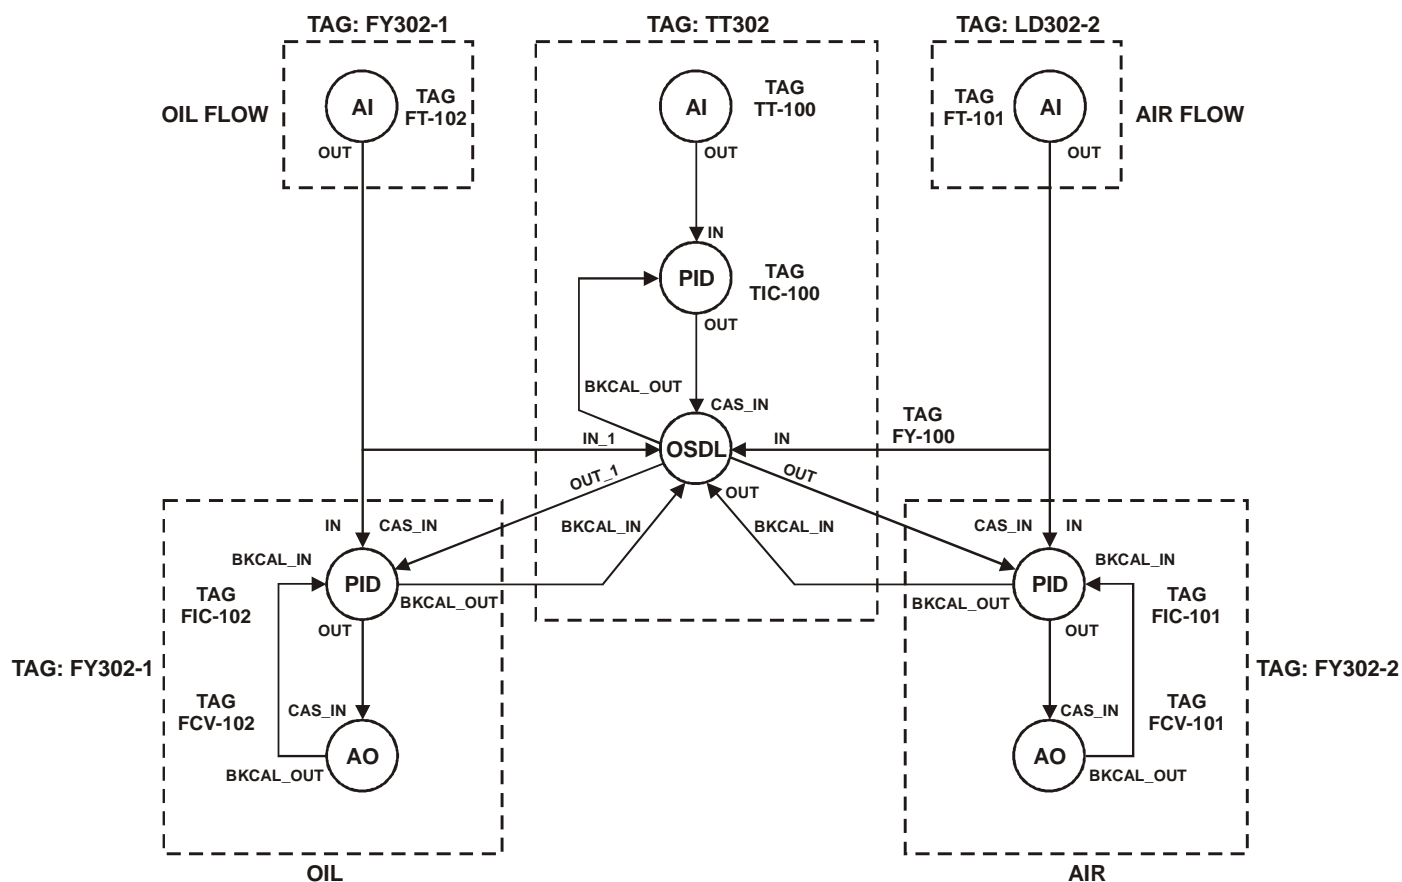 TAG: FY302-1
TAG: TT302
TAG: LD302-2
OIL FLOW
AI
TAG
FT-102
OUT
AI
TAG
TT-100
OUT
TAG
FT-101
AI
OUT
AIR FLOW
IN
PID
TAG
TIC-100
OUT
BKCAL_OUT
CAS_IN
TAG
FY-100
IN_1
OSDL
IN
OUT_1
OUT
OUT
BKCAL_IN
BKCAL_IN
IN
CAS_IN
BKCAL_IN
PID
TAG
FIC-102
BKCAL_OUT
OUT
CAS_IN
IN
BKCAL_IN
PID
TAG
FIC-101
BKCAL_OUT
OUT
TAG: FY302-1
TAG: FY302-2
TAG
FCV-102
CAS_IN
AO
BKCAL_OUT
TAG
FCV-101
CAS_IN
AO
BKCAL_OUT
OIL
AIR